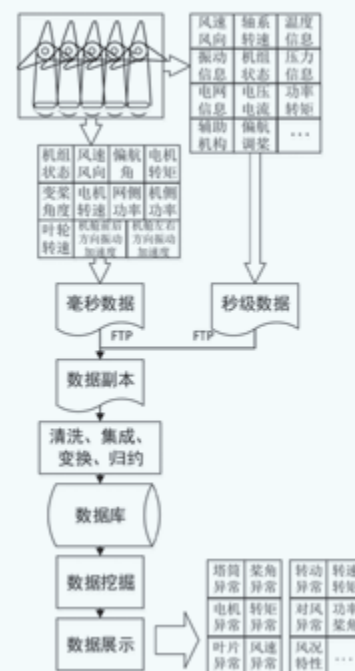 风速 轴系 温度
风向 转速 信息
振动 机组 压力
信息 状态 信息
电网 电压 功率
信息 电流 转矩
辅助 偏航 ...
机构 调桨
机组 风速 偏航 电机
状态 风向 角 转矩
变桨 电机 网侧 机侧
角度 转速 功率 功率
叶轮 机舱前后 机舱左右
转速 方向振动 方向振动
加速度 加速度
毫秒数据 秒级数据
FTP FTP
数据副本
清洗、集成、
变换、归约
数据库
数据挖掘
数据展示
塔筒 桨角 转动 转速
异常 异常 异常 转矩
电机 转矩 对风 功率
异常 异常 异常 桨角
叶片 风速 风况 ...
异常 异常 特性